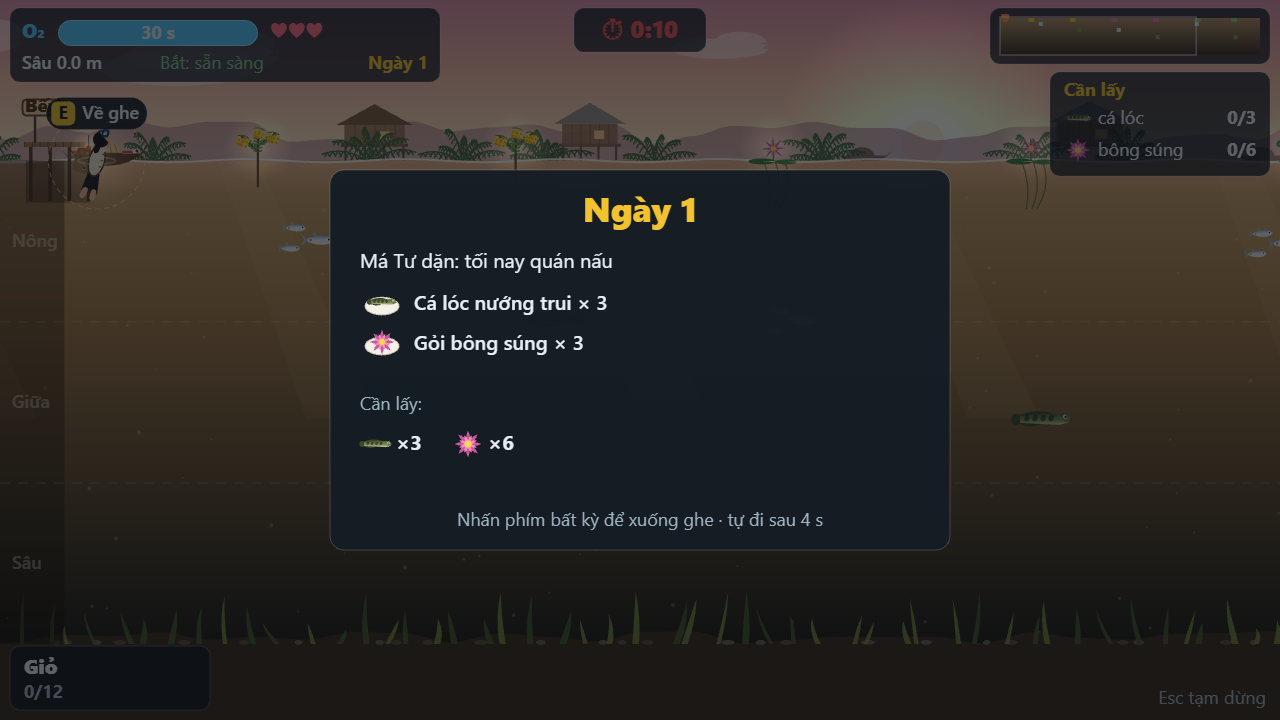 O₂
30 s
0:10
Sâu 0.0 m
Bắt: sẵn sàng
Ngày 1
E Về ghe
Cần lấy
cá lóc 0/3
bông súng 0/6
Nông
Giữa
Sâu
Ngày 1
Má Tư dặn: tối nay quán nấu
Cá lóc nướng trui × 3
Gỏi bông súng × 3
Cần lấy:
×3 ×6
Nhấn phím bất kỳ để xuống ghe · tự đi sau 4 s
Giỏ
0/12
Esc tạm dừng